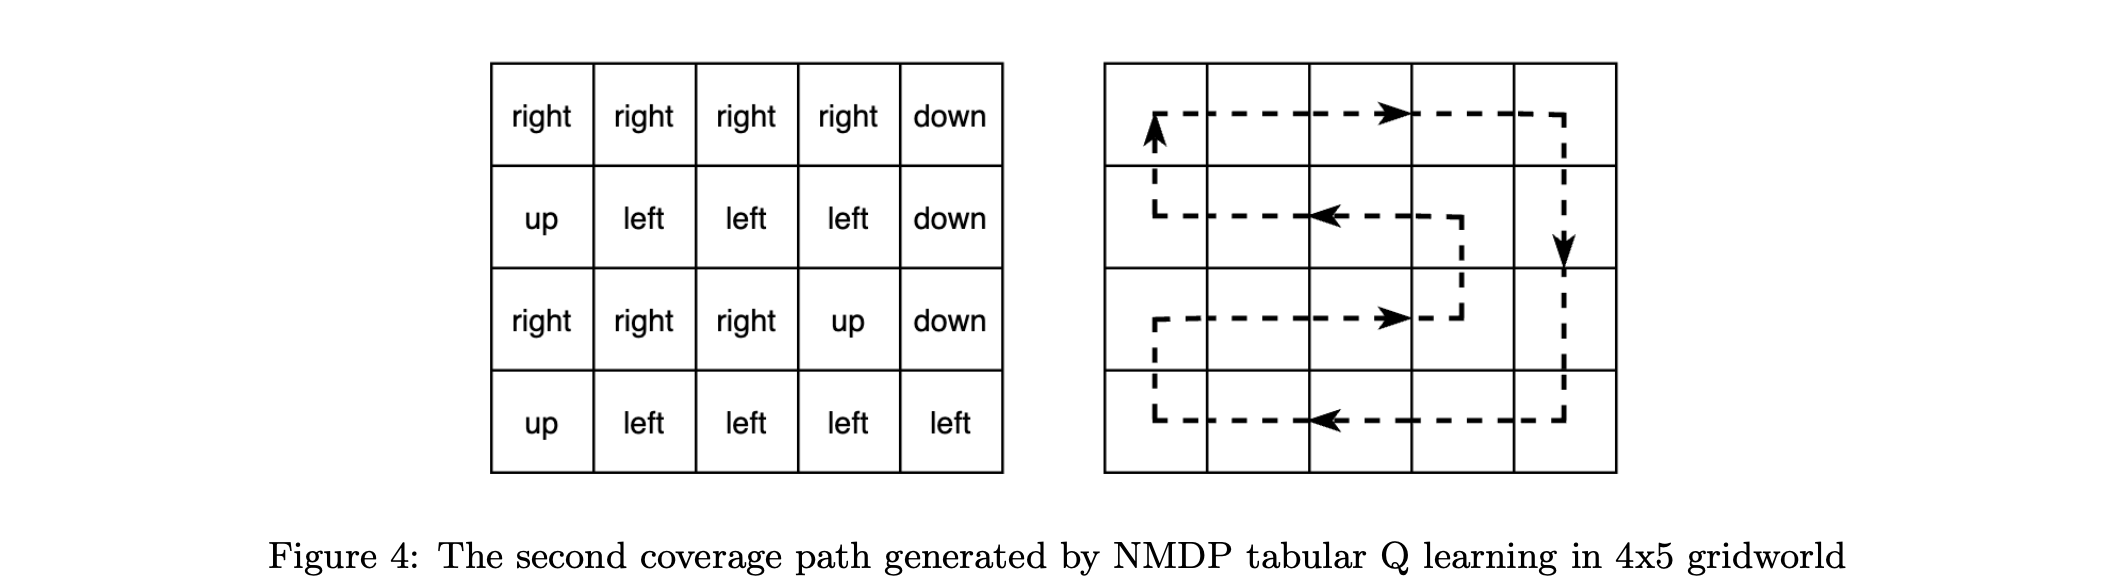 right right right right down
up left left left down
right right right up down
up left left left left
Figure 4: The second coverage path generated by NMDP tabular Q learning in 4x5 gridworld